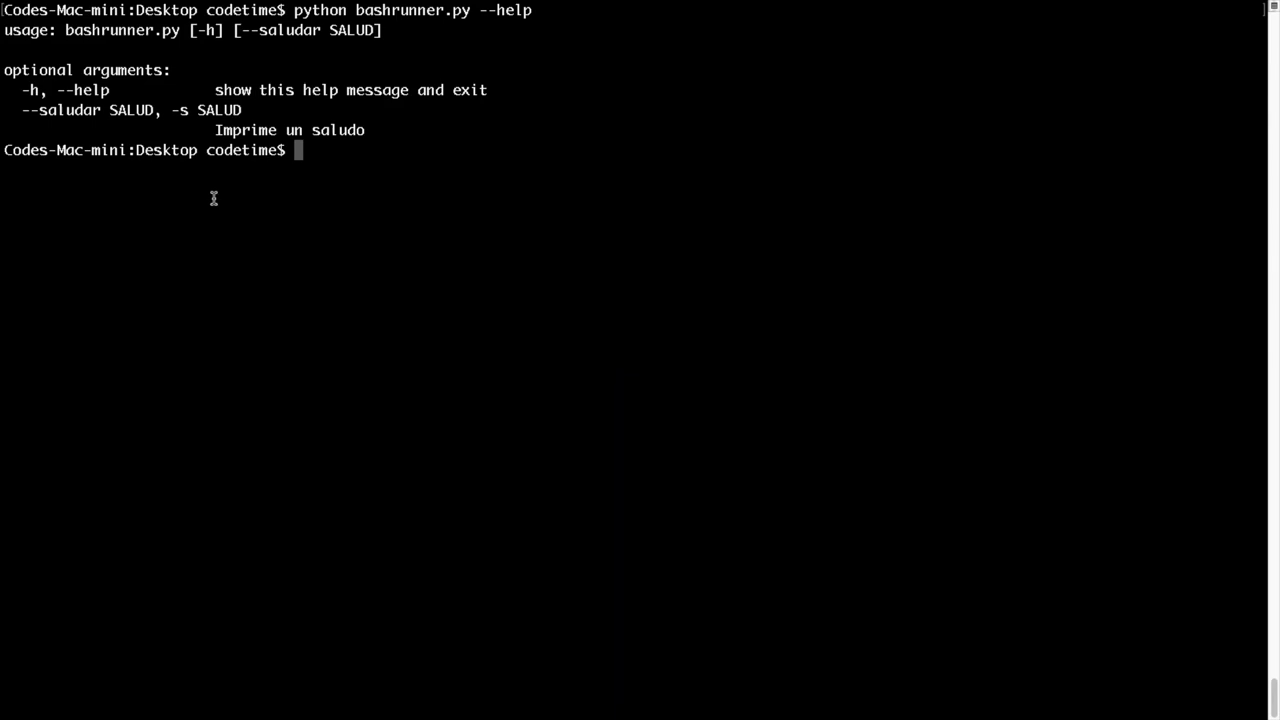 Codes-Mac-mini:Desktop codetime$ python bashrunner.py --help
usage: bashrunner.py [-h] [--saludar SALUD]
optional arguments:
-h, --help show this help message and exit
--saludar SALUD, -s SALUD
Imprime un saludo
Codes-Mac-mini:Desktop codetime$